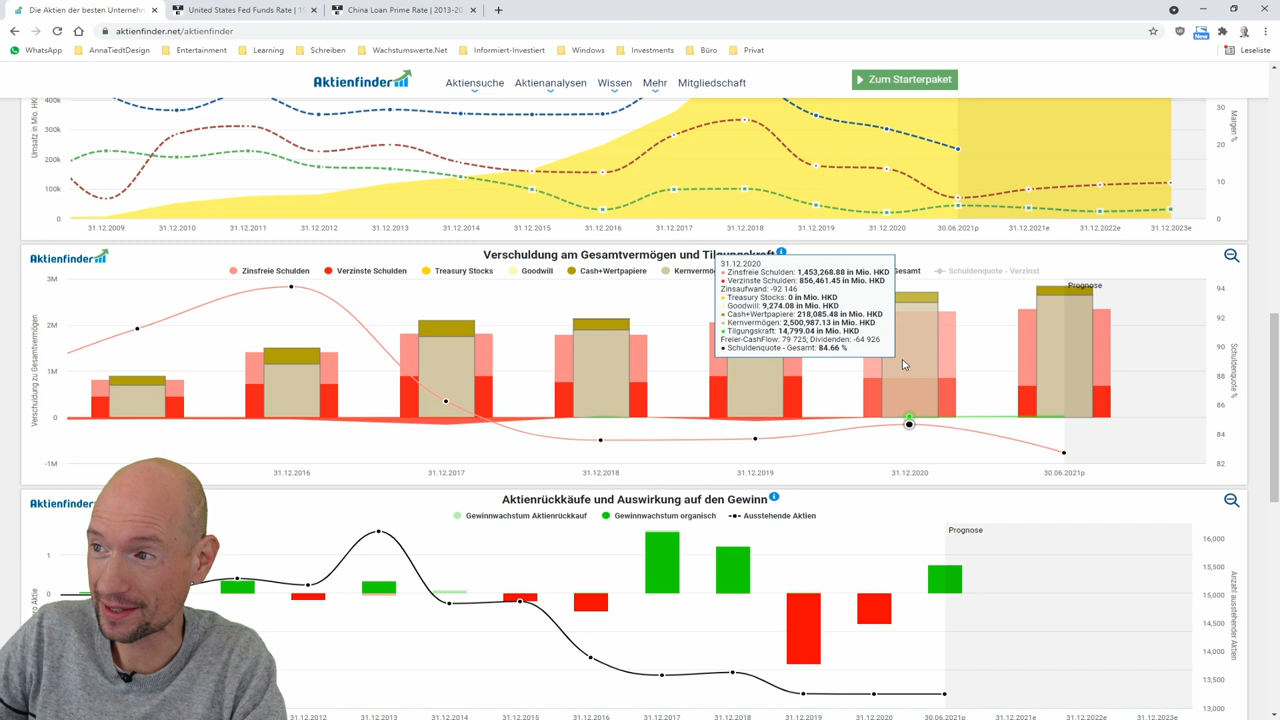 Die Aktien der besten Unternehm
United States Fed Funds Rate | 19
China Loan Prime Rate | 2013-20
aktienfinder.net/aktienfinder
WhatsApp AnnaTiedtDesign Entertainment Learning Schreiben Wachstumswerte.Net Informiert-Investiert Windows Investments Büro Privat Leseliste
New
Aktienfinder Aktiensuche Aktienanalysen Wissen Mehr Mitgliedschaft Zum Starterpaket
Umsatz in Mio. HK
400k
300k
200k
100k
0
30
20
10
0
Margen %
31.12.2009 31.12.2010 31.12.2011 31.12.2012 31.12.2013 31.12.2014 31.12.2015 31.12.2016 31.12.2017 31.12.2018 31.12.2019 31.12.2020 30.06.2021p 31.12.2021e 31.12.2022e 31.12.2023e
Aktienfinder
Verschuldung am Gesamtvermögen und Tilgungskraft
Zinsfreie Schulden Verzinste Schulden Treasury Stocks Goodwill Cash+Wertpapiere Kernvermö Gesamt Schuldenquote - Verzinst
31.12.2020
Zinsfreie Schulden: 1,453,268.88 in Mio. HKD
Verzinste Schulden: 856,461.45 in Mio. HKD
Zinsaufwand: -92 146
Treasury Stocks: 0 in Mio. HKD
Goodwill: 9,274.08 in Mio. HKD
Cash+Wertpapiere: 218,085.48 in Mio. HKD
Kernvermögen: 2,500,987.13 in Mio. HKD
Tilgungskraft: 14,799.04 in Mio. HKD
Freier-CashFlow: 79 725; Dividenden: -64 926
Schuldenquote - Gesamt: 84.66 %
Prognose
Verschuldung zu Gesamtvermögen
3M
2M
1M
0
-1M
94
92
90
88
86
84
82
Schuldenquote %
31.12.2016 31.12.2017 31.12.2018 31.12.2019 31.12.2020 30.06.2021p
Aktienfinder
Aktienrückkäufe und Auswirkung auf den Gewinn
Gewinnwachstum Aktienrückkauf Gewinnwachstum organisch Ausstehende Aktien
Prognose
1
0
pro Aktie
16,000
15,500
15,000
14,500
14,000
13,500
13,000
Anzahl ausstehender Aktien
31.12.2012 31.12.2013 31.12.2014 31.12.2015 31.12.2016 31.12.2017 31.12.2018 31.12.2019 31.12.2020 30.06.2021p 31.12.2021e 31.12.2022e 31.12.2023e